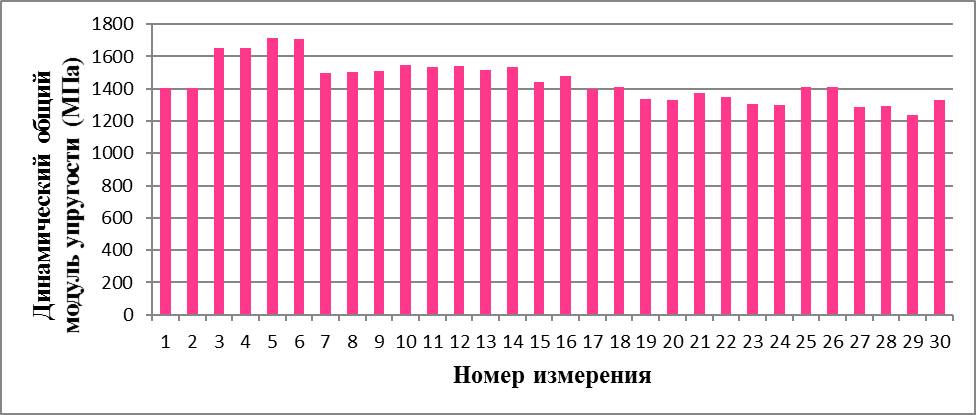 Динамический общий
модуль упругости (МПа)
1800
1600
1400
1200
1000
800
600
400
200
0
1 2 3 4 5 6 7 8 9 10 11 12 13 14 15 16 17 18 19 20 21 22 23 24 25 26 27 28 29 30
Номер измерения